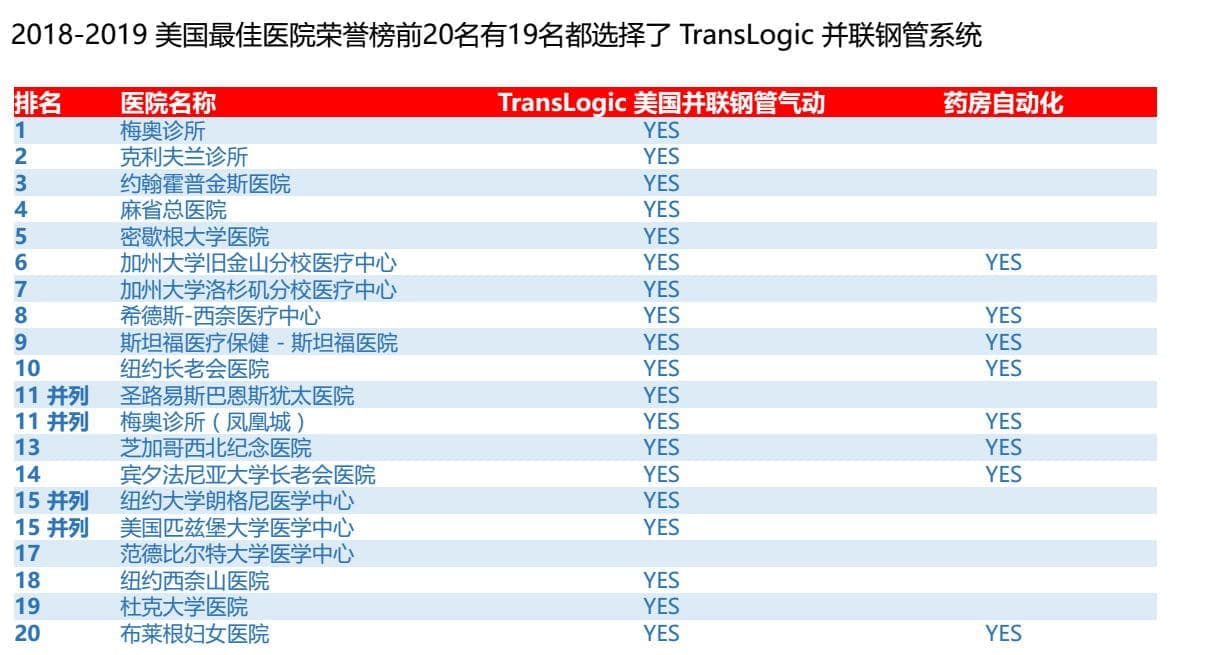 2018-2019 美国最佳医院荣誉榜前20名有19名都选择了 TransLogic 并联钢管系统
排名 医院名称 TransLogic 美国并联钢管气动 药房自动化
1 梅奥诊所 YES
2 克利夫兰诊所 YES
3 约翰霍普金斯医院 YES
4 麻省总医院 YES
5 密歇根大学医院 YES
6 加州大学旧金山分校医疗中心 YES YES
7 加州大学洛杉矶分校医疗中心 YES
8 希德斯-西奈医疗中心 YES YES
9 斯坦福医疗保健 - 斯坦福医院 YES YES
10 纽约长老会医院 YES YES
11 并列 圣路易斯巴恩斯犹太医院 YES
11 并列 梅奥诊所（凤凰城） YES YES
13 芝加哥西北纪念医院 YES YES
14 宾夕法尼亚大学长老会医院 YES YES
15 并列 纽约大学朗格尼医学中心 YES
15 并列 美国匹兹堡大学医学中心 YES
17 范德比尔特大学医学中心
18 纽约西奈山医院 YES
19 杜克大学医院 YES
20 布莱根妇女医院 YES YES